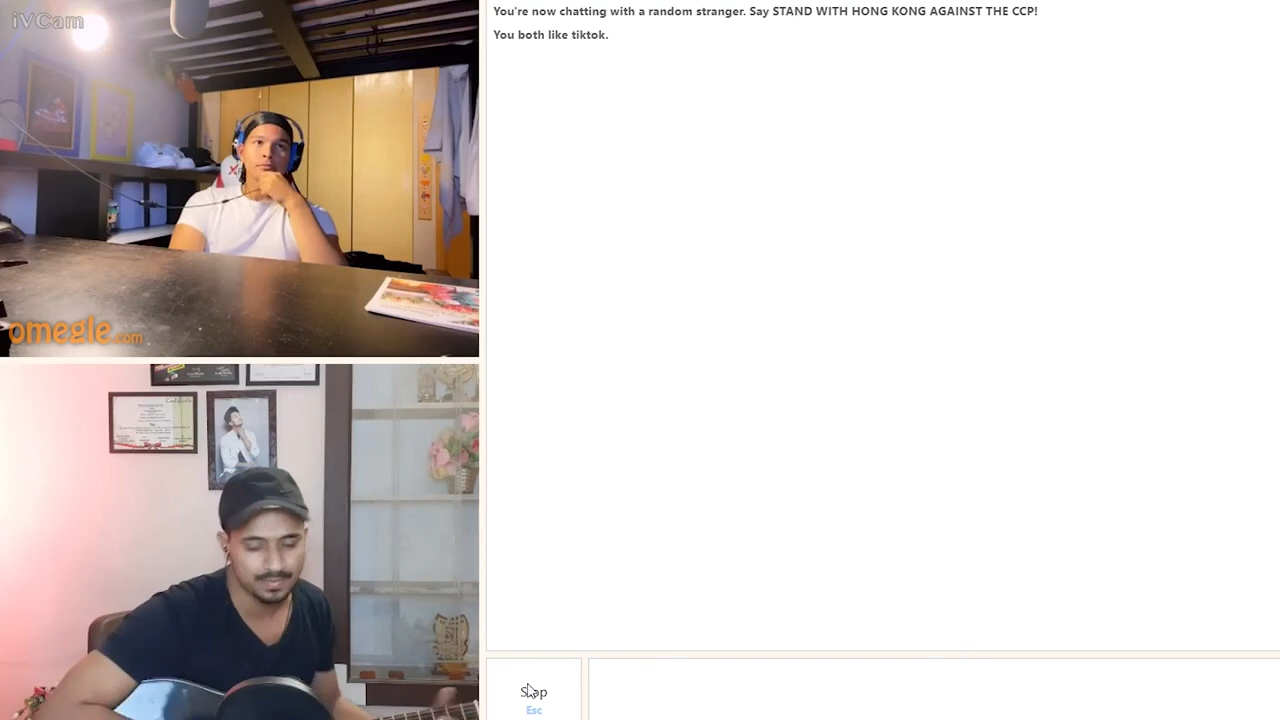 iVCam
You're now chatting with a random stranger. Say STAND WITH HONG KONG AGAINST THE CCP!
You both like tiktok.
omegle.com
Esc